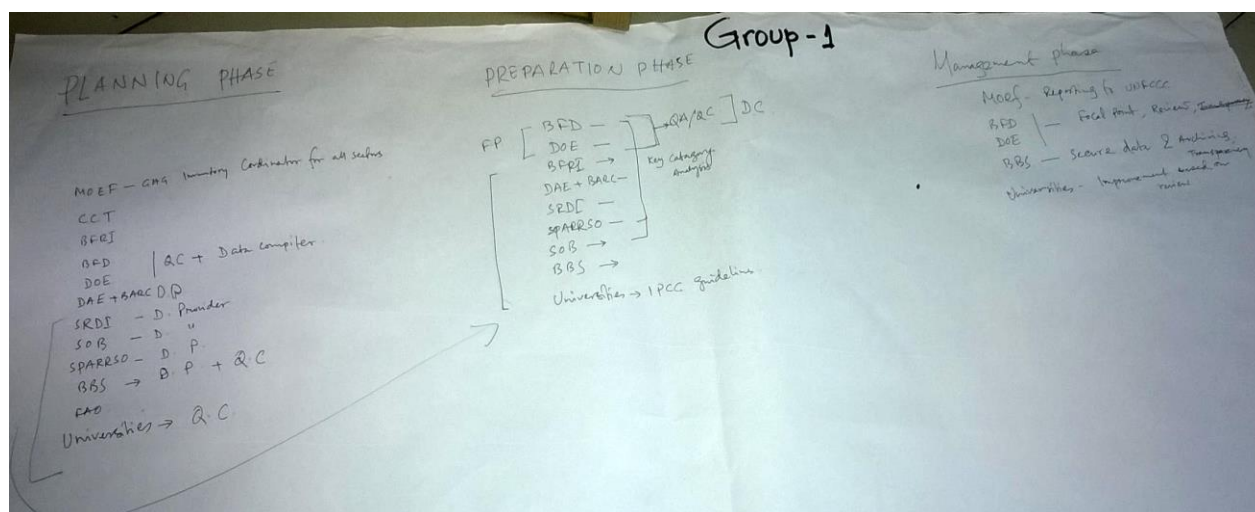 Group-1
PLANNING PHASE
MOEF - GHG Inventory Cordinator for all sectors
CCT
BFRI
BFD
DOE
QC + Data Compiler
DAE + BARC D.P
SRDI - D. Provider
SOB - D. "
SPARRSO - D. P.
BBS → D. P + Q.C
FAO
Universities → Q.C.
PREPARATION PHASE
FP
BFD -
DOE -
QA/QC
DC
BFRI →
DAE + BARC -
Key Category
Analysis
SRDI -
SPARRSO -
SOB →
BBS →
Universities → IPCC guideline.
Management phase
MOEF - Reporting to UNFCCC
BFD
DOE
- Focal Point, Review,
BBS - Secure data & Archiving,
Transparency
Universities - Improvement based on
review